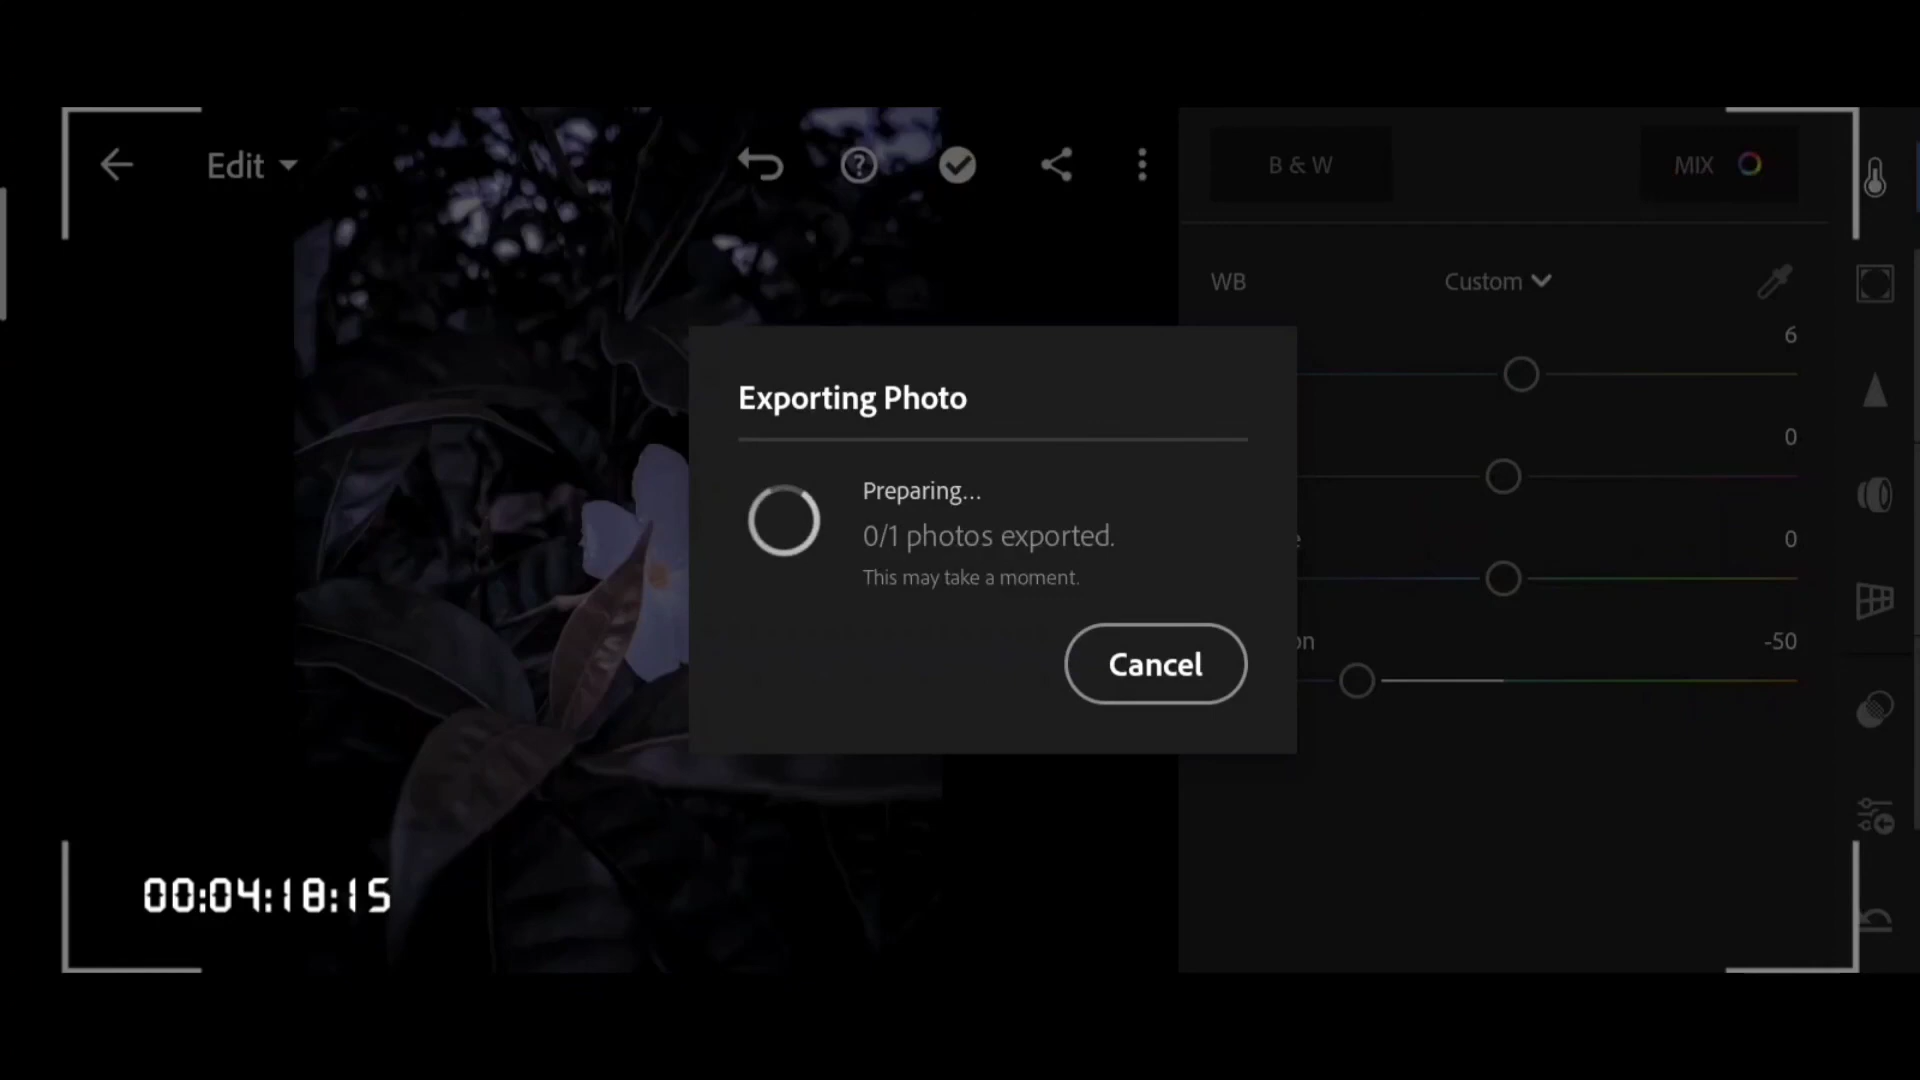 Edit
B & W
MIX
WB
Custom
6
0
e
0
on
-50
Exporting Photo
Preparing...
0/1 photos exported.
This may take a moment.
Cancel
00:04:18:15